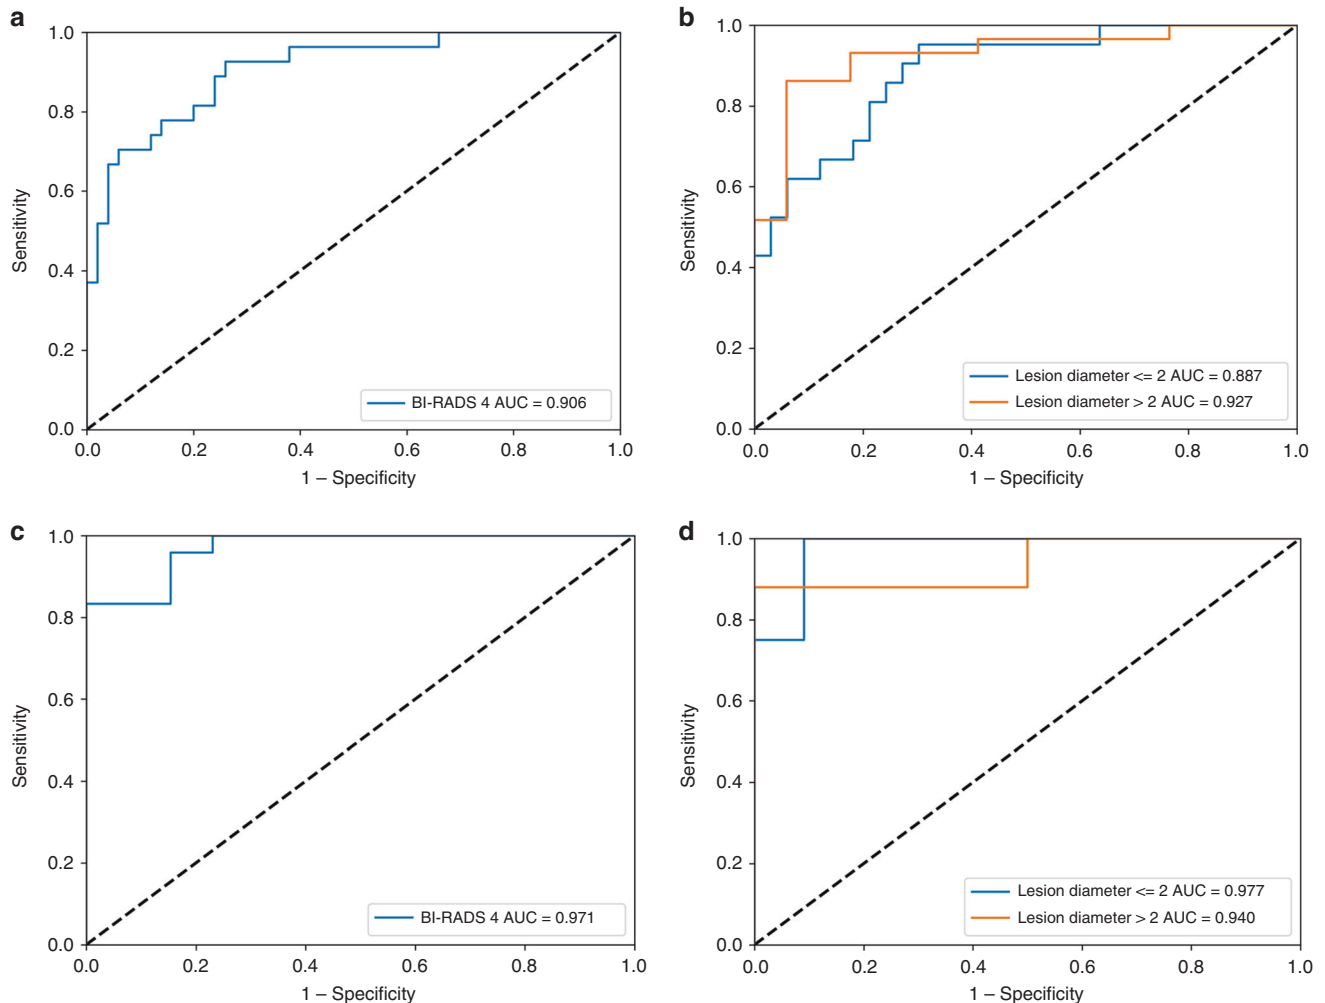 a
1.0
0.8
0.6
0.4
0.2
0.0
Sensitivity
BI-RADS 4 AUC = 0.906
0.0 0.2 0.4 0.6 0.8 1.0
1 – Specificity
b
1.0
0.8
0.6
0.4
0.2
0.0
Sensitivity
Lesion diameter <= 2 AUC = 0.887
Lesion diameter > 2 AUC = 0.927
0.0 0.2 0.4 0.6 0.8 1.0
1 – Specificity
c
1.0
0.8
0.6
0.4
0.2
0.0
Sensitivity
BI-RADS 4 AUC = 0.971
0.0 0.2 0.4 0.6 0.8 1.0
1 – Specificity
d
1.0
0.8
0.6
0.4
0.2
0.0
Sensitivity
Lesion diameter <= 2 AUC = 0.977
Lesion diameter > 2 AUC = 0.940
0.0 0.2 0.4 0.6 0.8 1.0
1 – Specificity